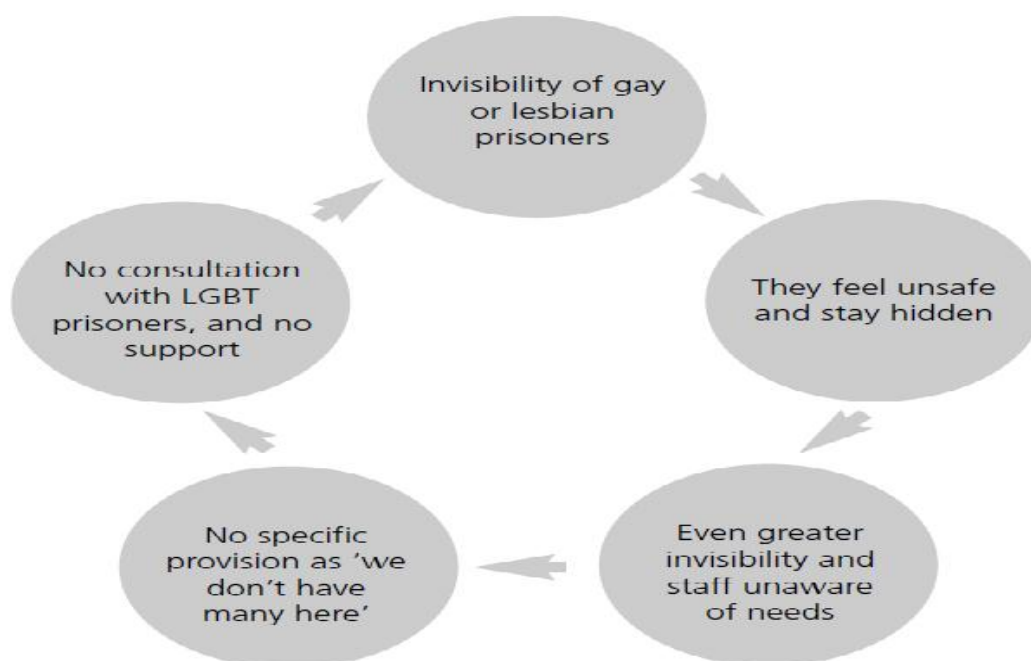 Invisibility of gay
or lesbian
prisoners
They feel unsafe
and stay hidden
Even greater
invisibility and
staff unaware
of needs
No specific
provision as ‘we
don’t have
many here’
No consultation
with LGBT
prisoners, and no
support